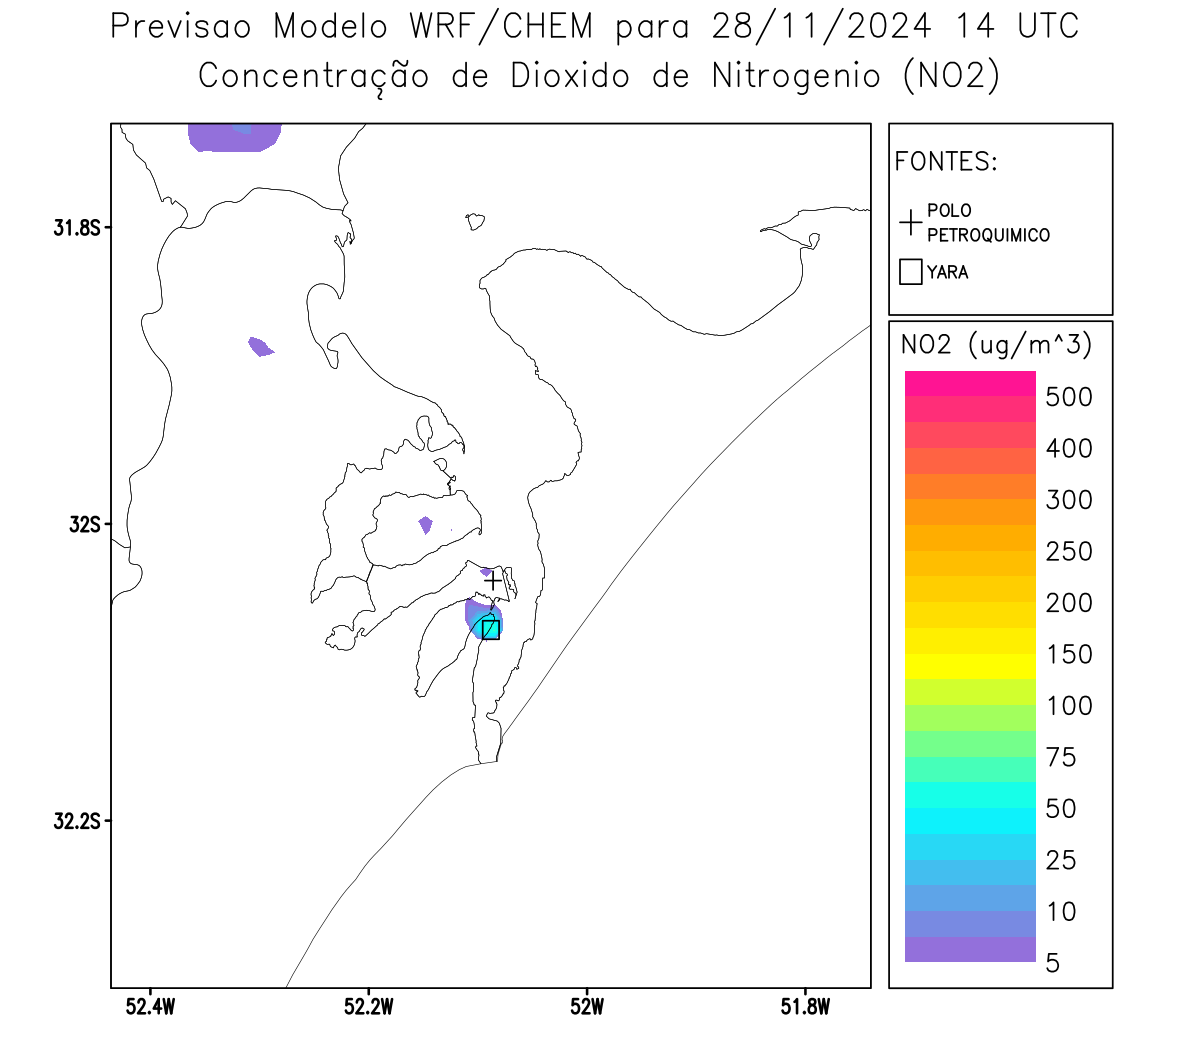 Previsao Modelo WRF/CHEM para 28/11/2024 14 UTC
Concentração de Dioxido de Nitrogenio (NO2)
FONTES:
POLO
PETROQUIMICO
YARA
NO2 (ug/m^3)
500
400
300
250
200
150
100
75
50
25
10
5
31.8S
32S
32.2S
52.4W
52.2W
52W
51.8W